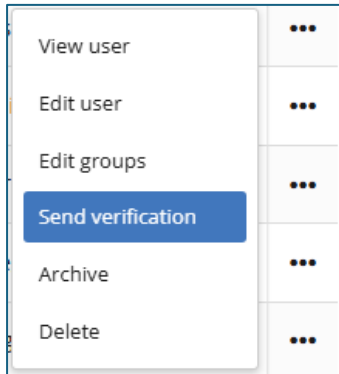 View user
Edit user
Edit groups
Send verification
Archive
Delete